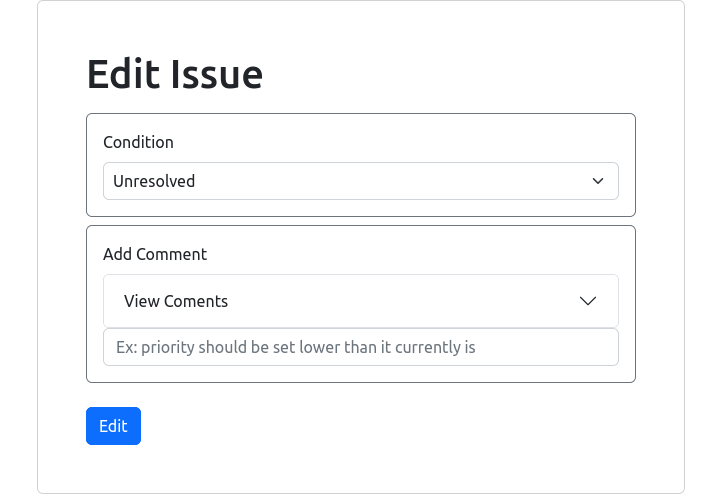 Edit Issue
Condition
Unresolved
Add Comment
View Coments
Ex: priority should be set lower than it currently is
Edit